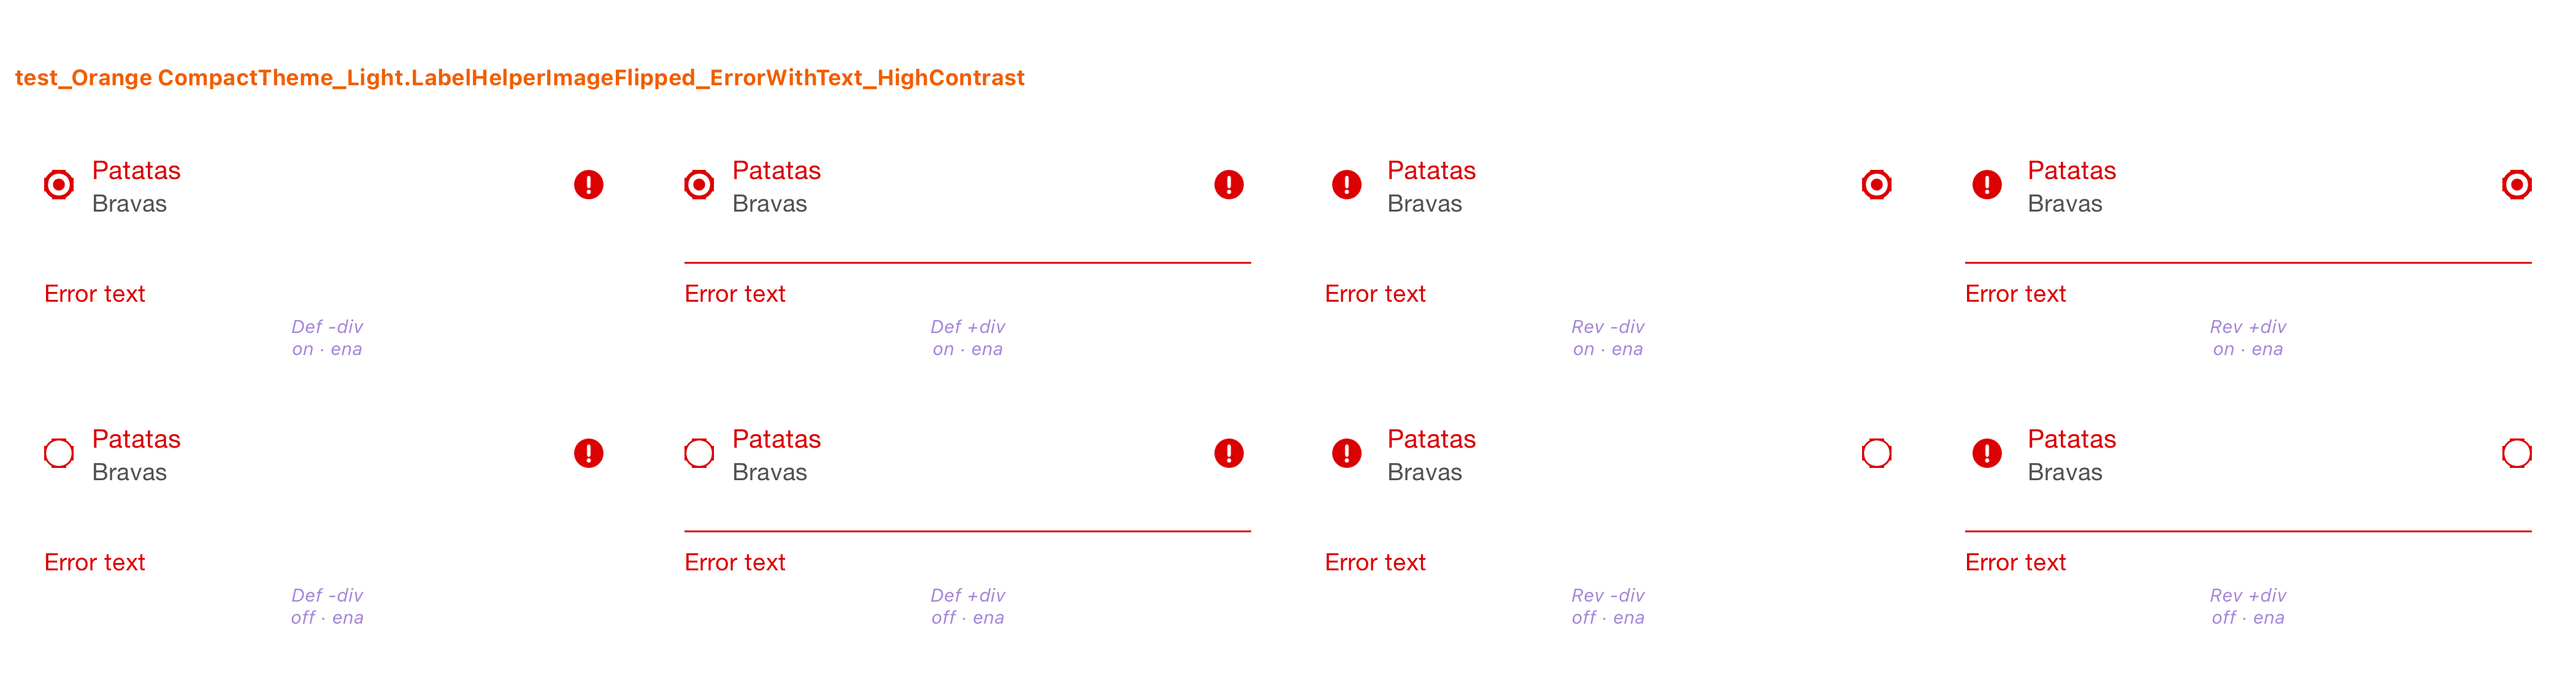 test_Orange CompactTheme_Light.LabelHelperImageFlipped_ErrorWithText_HighContrast
Patatas
Bravas
Error text
Def -div
on · ena
Patatas
Bravas
Error text
Def +div
on · ena
Patatas
Bravas
Error text
Rev -div
on · ena
Patatas
Bravas
Error text
Rev +div
on · ena
Patatas
Bravas
Error text
Def -div
off · ena
Patatas
Bravas
Error text
Def +div
off · ena
Patatas
Bravas
Error text
Rev -div
off · ena
Patatas
Bravas
Error text
Rev +div
off · ena